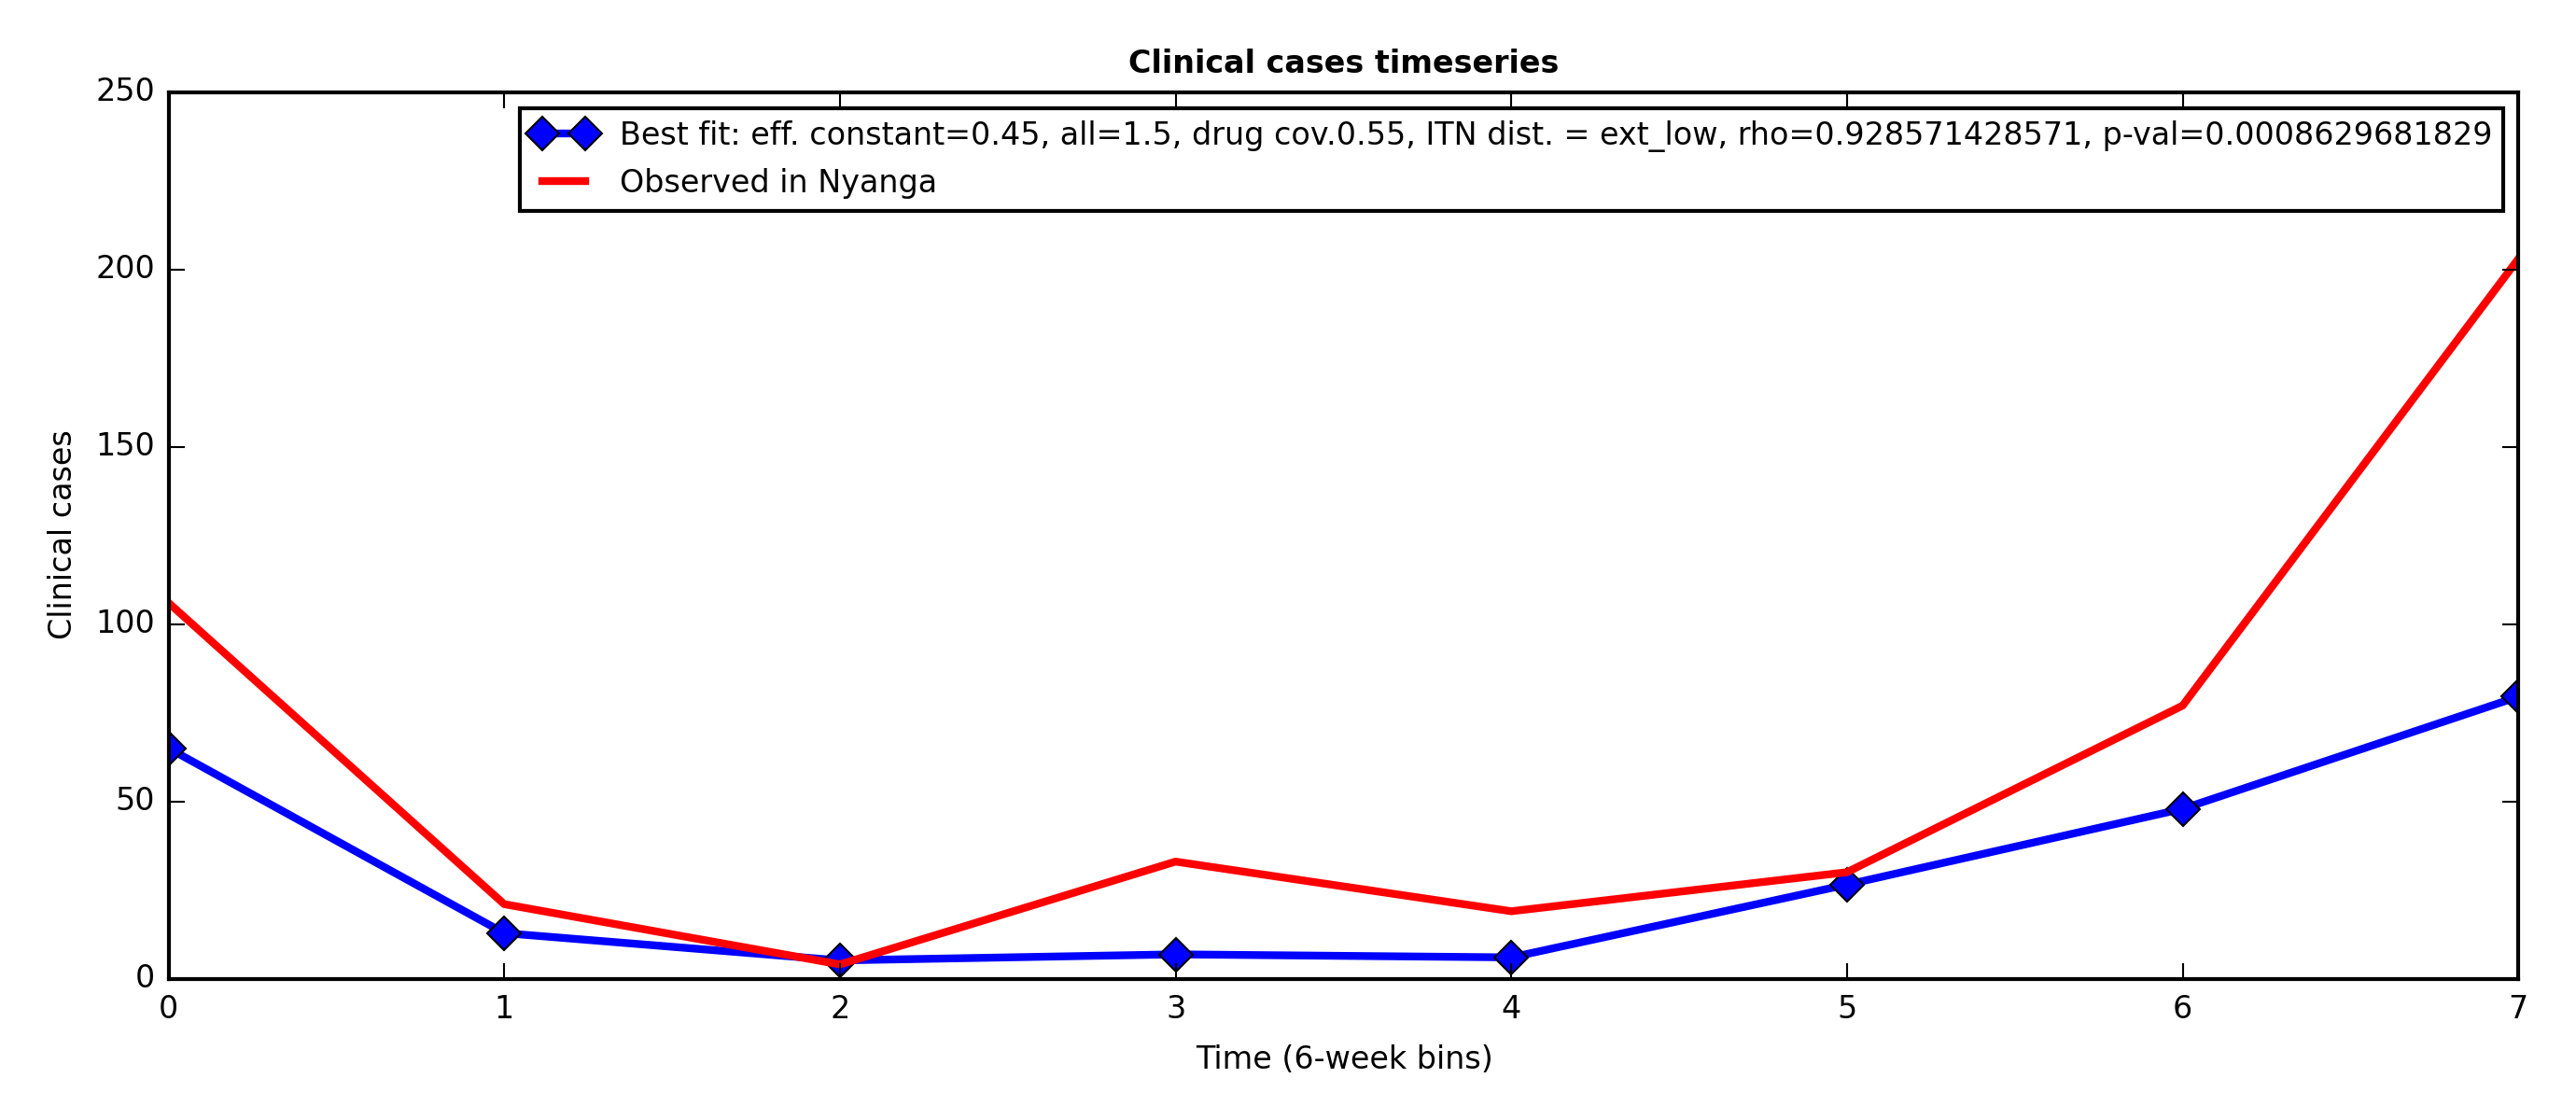 Clinical cases timeseries
250
200
150
100
50
0
Clinical cases
Best fit: eff. constant=0.45, all=1.5, drug cov.0.55, ITN dist. = ext_low, rho=0.928571428571, p-val=0.0008629681829
Observed in Nyanga
0 1 2 3 4 5 6 7
Time (6-week bins)